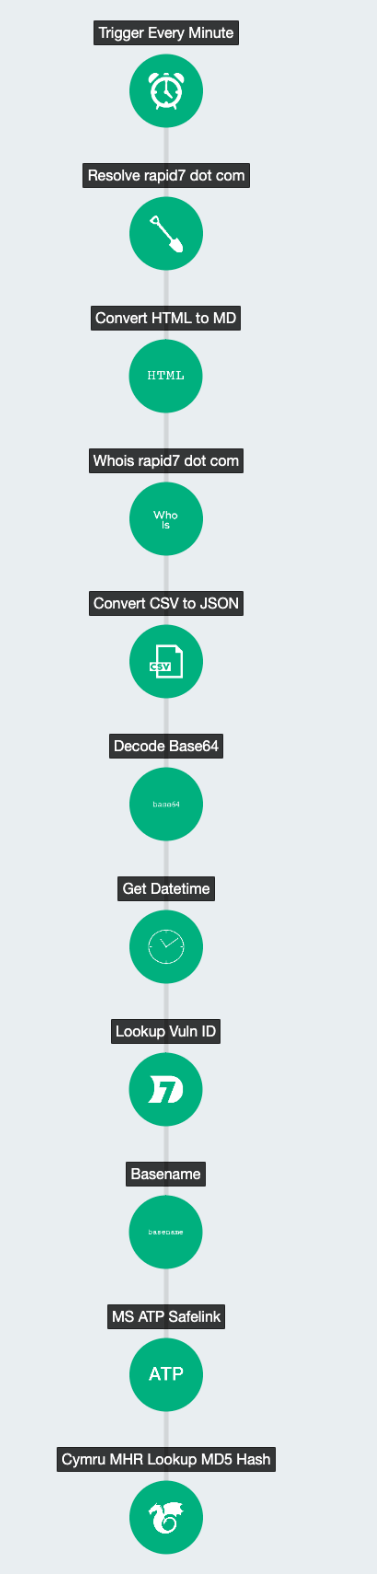 Trigger Every Minute
Resolve rapid7 dot com
Convert HTML to MD
HTML
Whois rapid7 dot com
Who
Is
Convert CSV to JSON
CSV
Decode Base64
base64
Get Datetime
Lookup Vuln ID
Basename
basename
MS ATP Safelink
ATP
Cymru MHR Lookup MD5 Hash